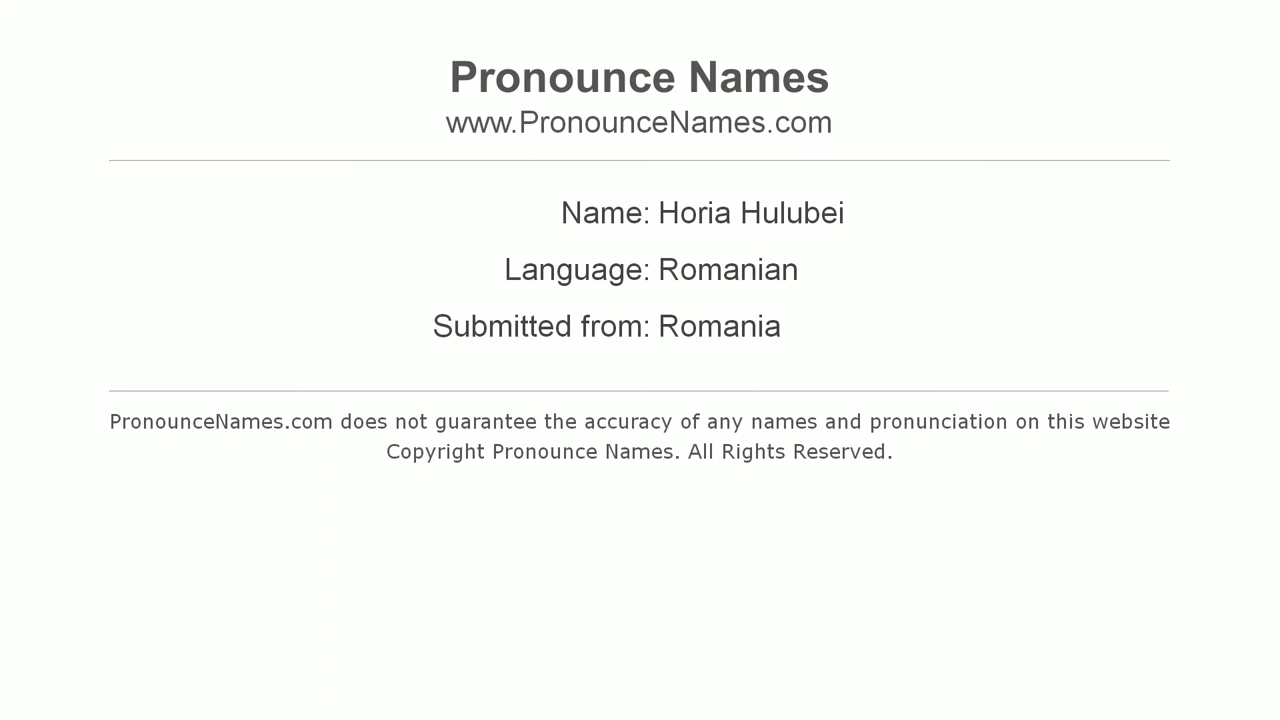 Pronounce Names
www.PronounceNames.com
Name: Horia Hulubei
Language: Romanian
Submitted from: Romania
PronounceNames.com does not guarantee the accuracy of any names and pronunciation on this website
Copyright Pronounce Names. All Rights Reserved.